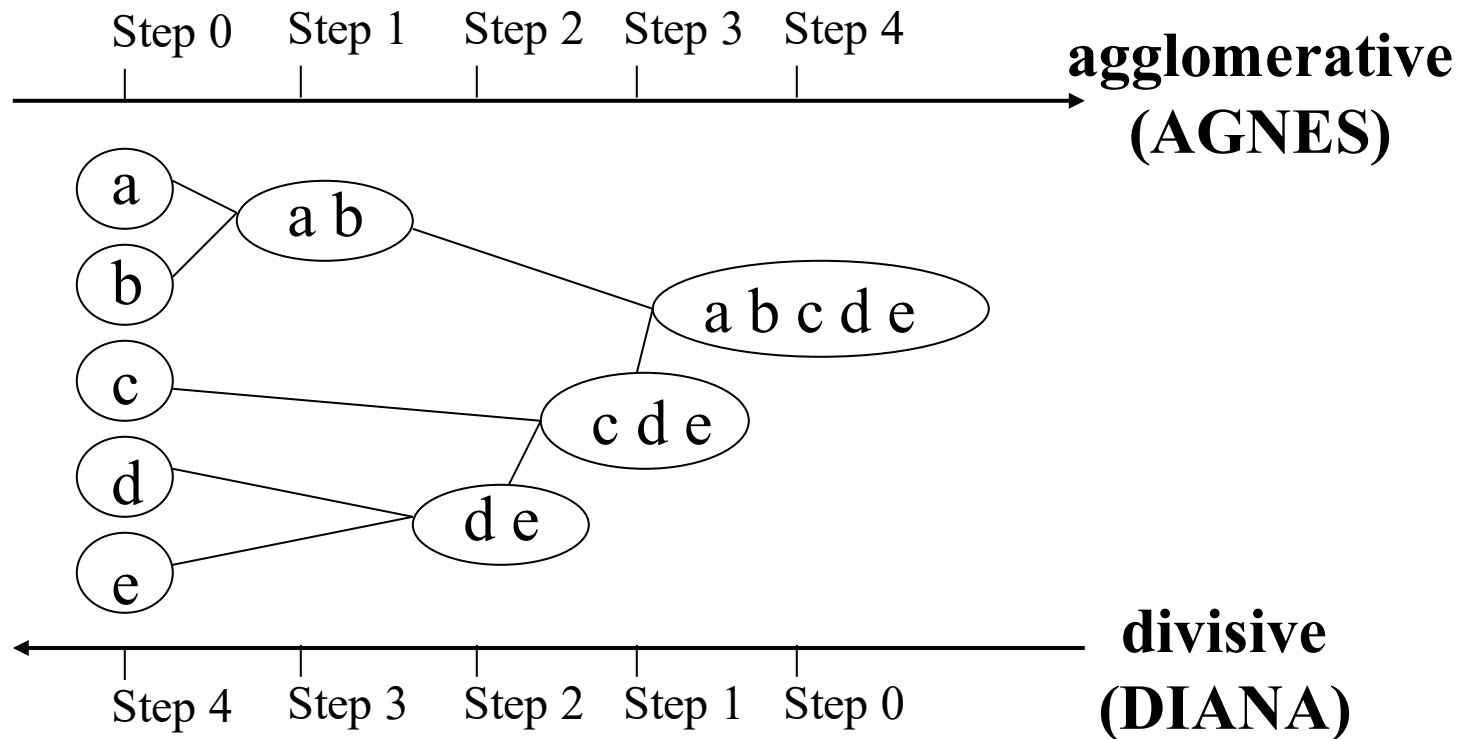 Step 0 Step 1 Step 2 Step 3 Step 4
agglomerative
(AGNES)
a
a b
b
a b c d e
c
c d e
d
d e
e
divisive
(DIANA)
Step 4 Step 3 Step 2 Step 1 Step 0